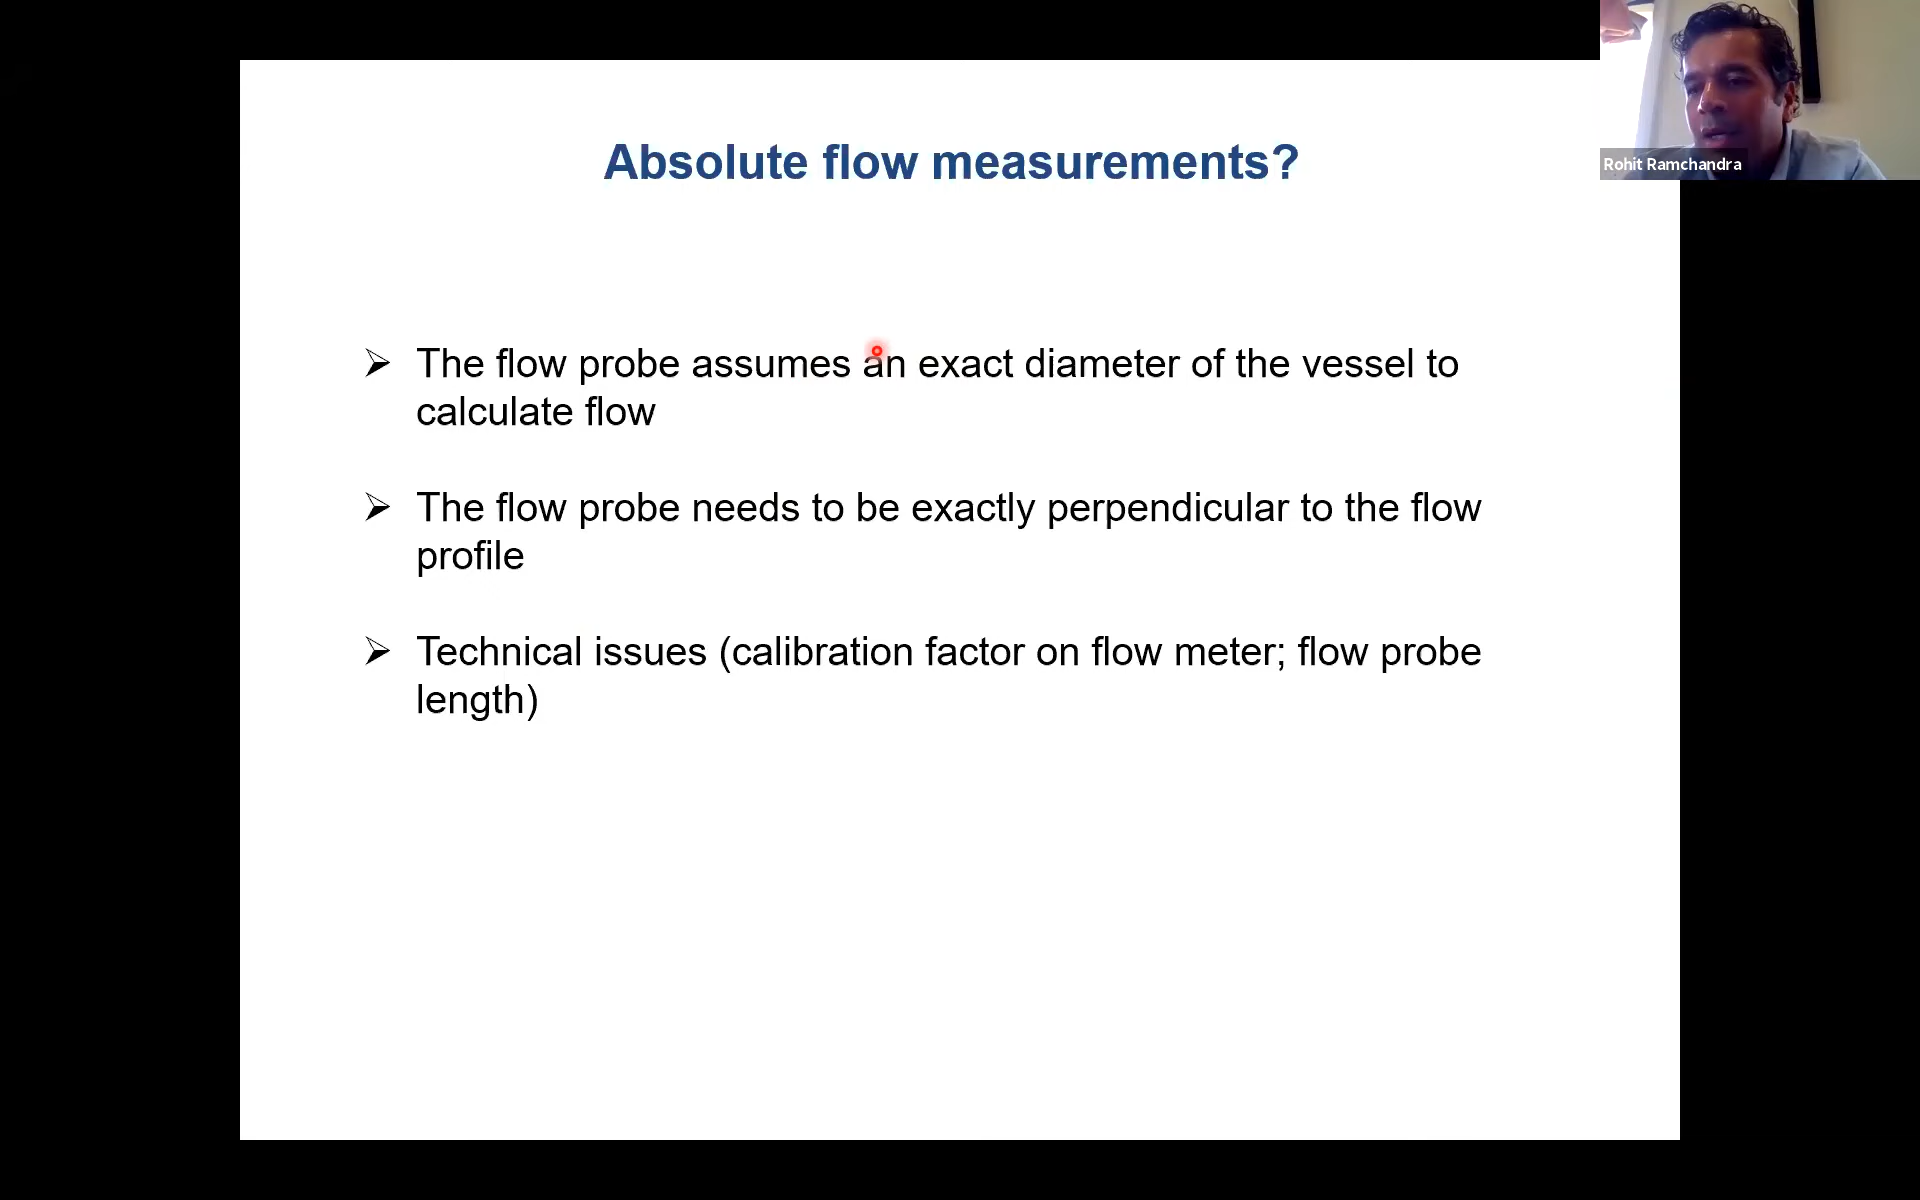 Absolute flow measurements?
Rohit Ramchandra
➢ The flow probe assumes an exact diameter of the vessel to
calculate flow
➢ The flow probe needs to be exactly perpendicular to the flow
profile
➢ Technical issues (calibration factor on flow meter; flow probe
length)